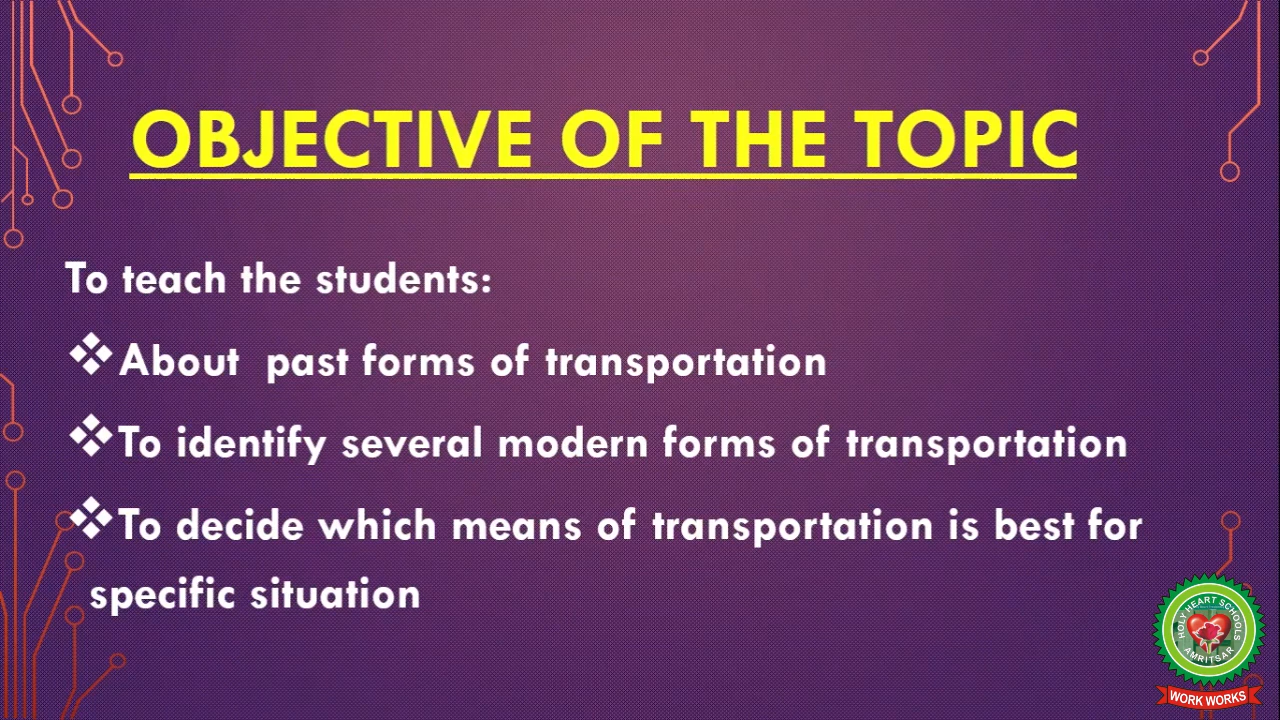 OBJECTIVE OF THE TOPIC
To teach the students:
❖About past forms of transportation
❖To identify several modern forms of transportation
❖To decide which means of transportation is best for
specific situation
HOLY HEART SCHOOLS
AMRITSAR
WORK WORKS